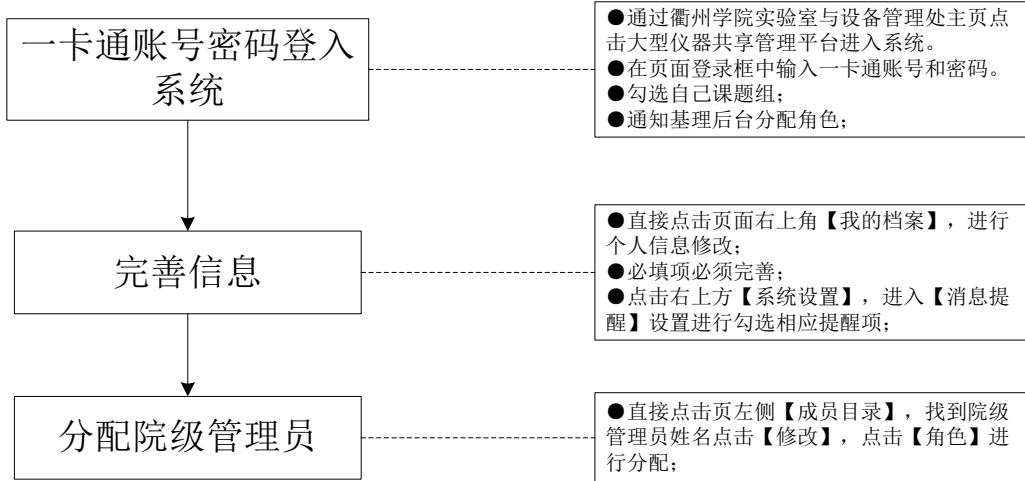 一卡通账号密码登入
系统
●通过衢州学院实验室与设备管理处主页点
击大型仪器共享管理平台进入系统。
●在页面登录框中输入一卡通账号和密码。
●勾选自己课题组；
●通知基理后台分配角色；
完善信息
●直接点击页面右上角【我的档案】，进行
个人信息修改；
●必填项必须完善；
●点击右上方【系统设置】，进入【消息提
醒】设置进行勾选相应提醒项；
分配院级管理员
●直接点击页左侧【成员目录】，找到院级
管理员姓名点击【修改】，点击【角色】进
行分配；